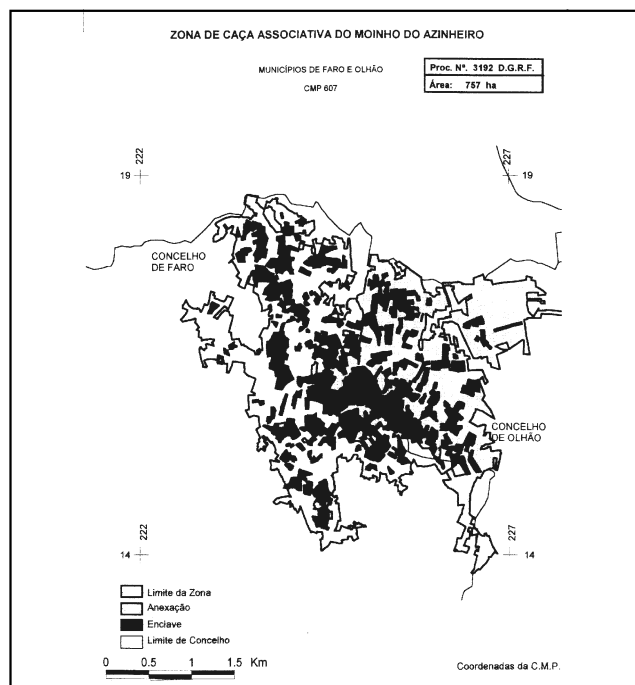 ZONA DE CAÇA ASSOCIATIVA DO MOINHO DO AZINHEIRO
MUNICÍPIOS DE FARO E OLHÃO
CMP 607
Proc. Nº. 3192 D.G.R.F.
Área: 757 ha
222
227
19
19
CONCELHO
DE FARO
CONCELHO
DE OLHÃO
14
222
227
14
Limite da Zona
Anexação
Enclave
Limite de Concelho
0 0.5 1 1.5 Km
Coordenadas da C.M.P.